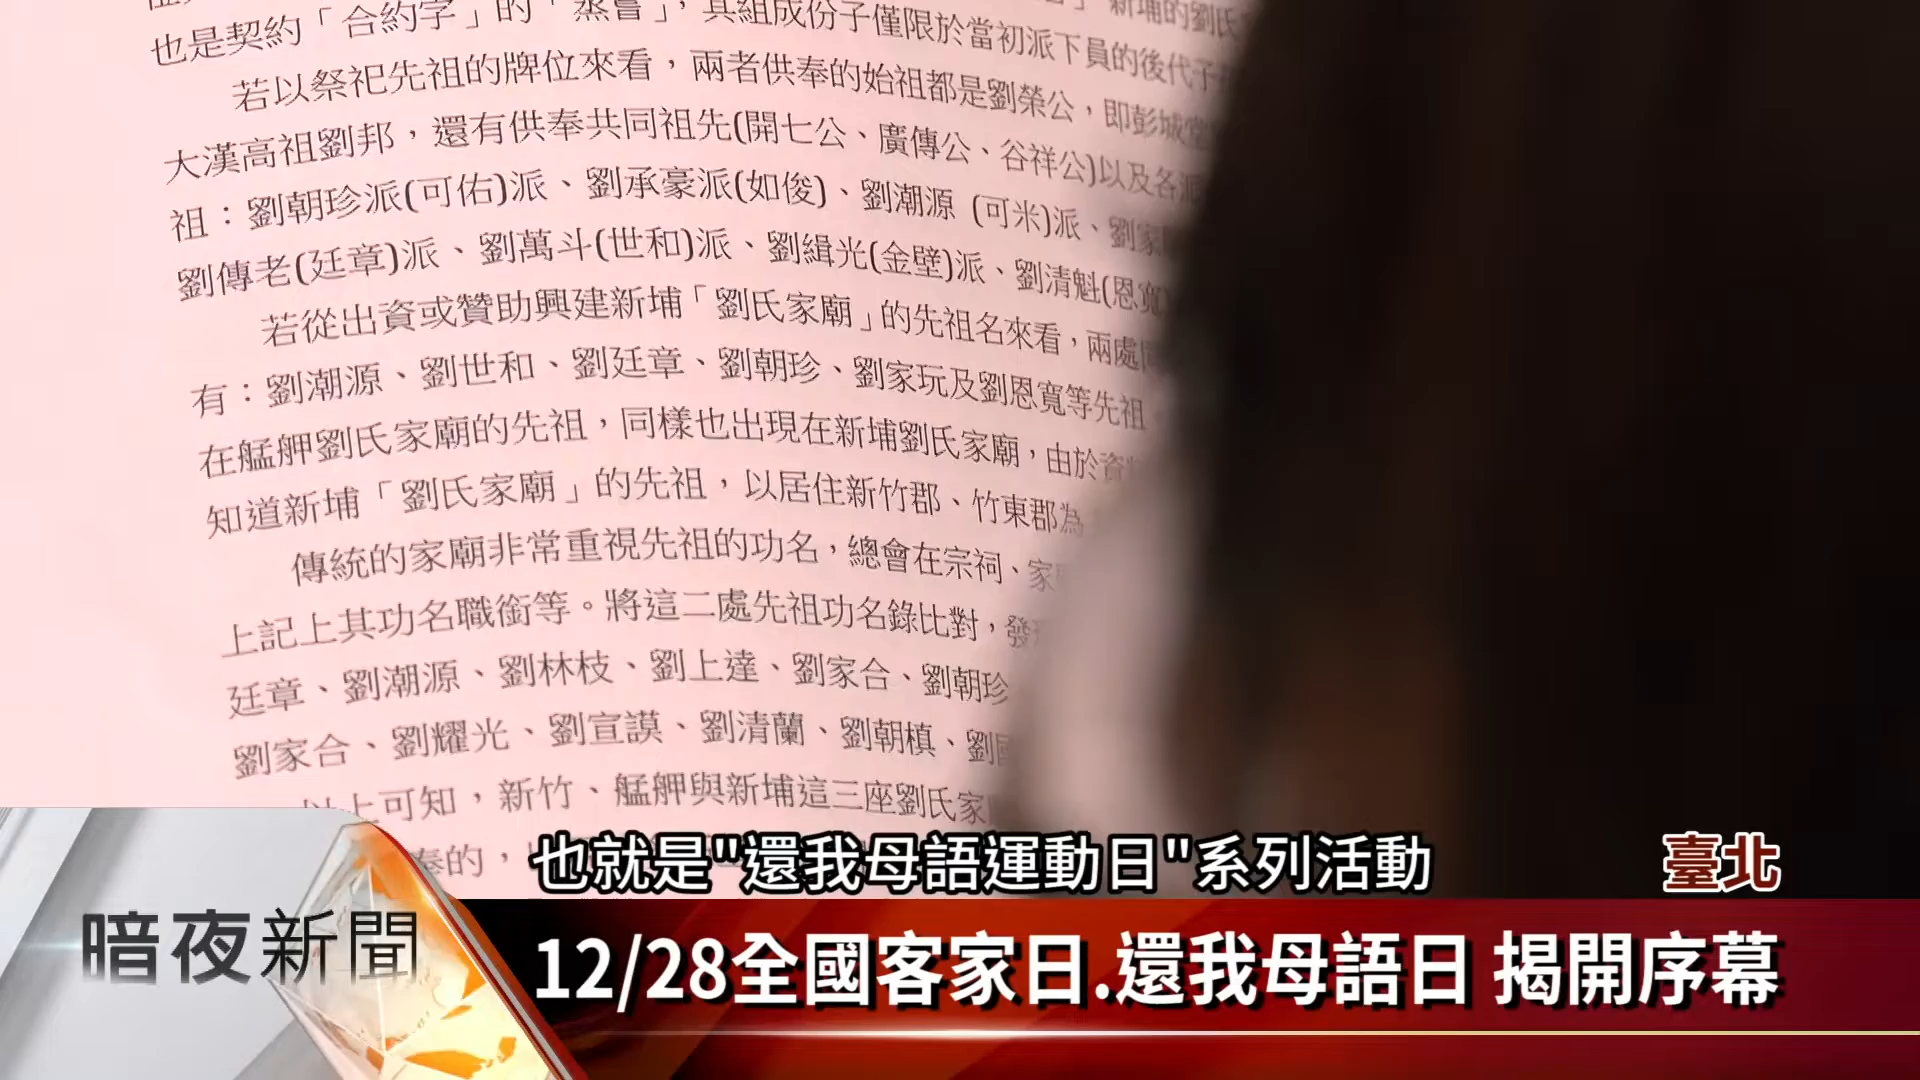 也是契約「合約字」的「蒸嘗」，其組成份子僅限於當初派下員的後代子
若以祭祀先祖的牌位來看，兩者供奉的始祖都是劉榮公，即彭城堂
大漢高祖劉邦，還有供奉共同祖先(開七公、廣傳公、谷祥公)以及各派
祖：劉朝珍派(可佑)派、劉承豪派(如俊)、劉潮源 (可米)派、劉家
劉傳老(廷章)派、劉萬斗(世和)派、劉緝光(金壁)派、劉清魁(恩寬
若從出資或贊助興建新埔「劉氏家廟」的先祖名來看，兩處同
有：劉潮源、劉世和、劉廷章、劉朝珍、劉家玩及劉恩寬等先祖
在艋舺劉氏家廟的先祖，同樣也出現在新埔劉氏家廟，由於資料
知道新埔「劉氏家廟」的先祖，以居住新竹郡、竹東郡為
傳統的家廟非常重視先祖的功名，總會在宗祠、家
上記上其功名職銜等。將這二處先祖功名錄比對，發
廷章、劉潮源、劉林枝、劉上達、劉家合、劉朝珍
劉家合、劉耀光、劉宣謨、劉清蘭、劉朝槙、劉
以上可知，新竹、艋舺與新埔這三座劉氏家
奉的，
也就是"還我母語運動日"系列活動
臺北
暗夜新聞
12/28全國客家日.還我母語日 揭開序幕